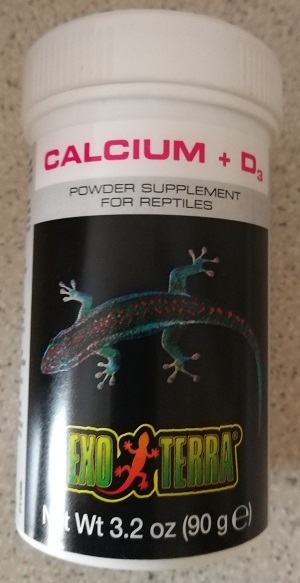 CALCIUM + D₃
POWDER SUPPLEMENT
FOR REPTILES
EXO TERRA®
Net Wt 3.2 oz (90 g ℮)